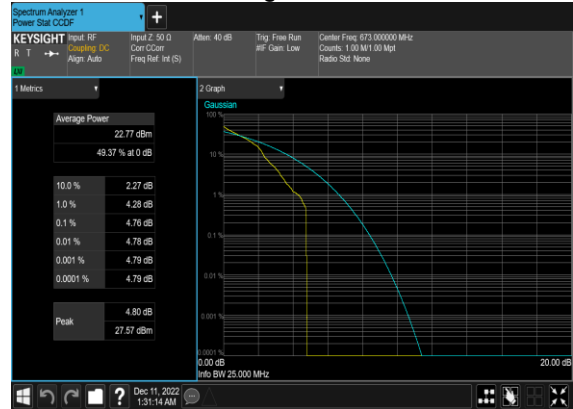 Spectrum Analyzer 1
Power Stat CCDF
+
KEYSIGHT
R T
LXI
Input: RF
Coupling: DC
Align: Auto
Input Z: 50 Ω
Corr CCorr
Freq Ref: Int (S)
Atten: 40 dB
Trig: Free Run
#IF Gain: Low
Center Freq: 673.000000 MHz
Counts: 1.00 M/1.00 Mpt
Radio Std: None
1 Metrics
Average Power
22.77 dBm
49.37 % at 0 dB
10.0 % 2.27 dB
1.0 % 4.28 dB
0.1 % 4.76 dB
0.01 % 4.78 dB
0.001 % 4.79 dB
0.0001 % 4.79 dB
Peak
4.80 dB
27.57 dBm
2 Graph
Gaussian
100 %
10 %
1 %
0.1 %
0.01 %
0.001 %
0.0001 %
0.00 dB
20.00 dB
Info BW 25.000 MHz
?
Dec 11, 2022
1:31:14 AM